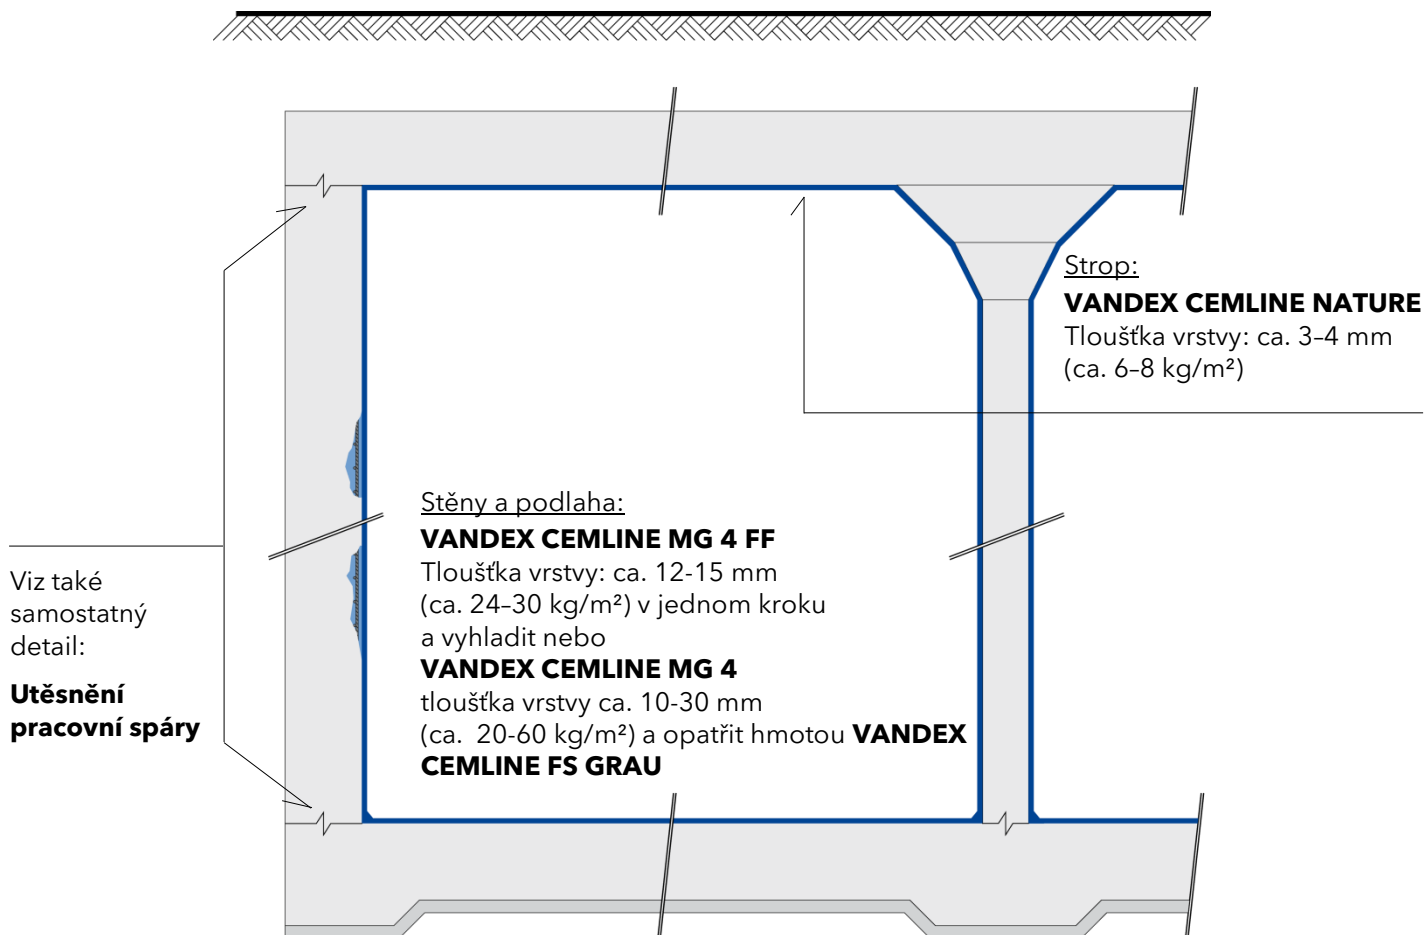 Strop:
VANDEX CEMLINE NATURE
Tloušťka vrstvy: ca. 3–4 mm
(ca. 6–8 kg/m²)
Stěny a podlaha:
VANDEX CEMLINE MG 4 FF
Tloušťka vrstvy: ca. 12-15 mm
(ca. 24–30 kg/m²) v jednom kroku
a vyhladit nebo
VANDEX CEMLINE MG 4
tloušťka vrstvy ca. 10-30 mm
(ca.  20-60 kg/m²) a opatřit hmotou VANDEX
CEMLINE FS GRAU
Viz také
samostatný
detail:
Utěsnění
pracovní spáry